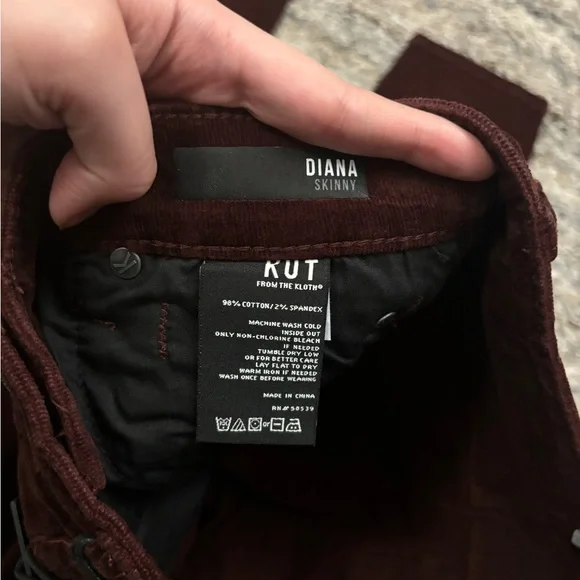 DIANA
SKINNY
KUT
FROM THE KLOTH®
98% COTTON/2% SPANDEX
MACHINE WASH COLD
INSIDE OUT
ONLY NON-CHLORINE BLEACH
IF NEEDED
TUMBLE DRY LOW
OR FOR BETTER CARE
LAY FLAT TO DRY
WARM IRON IF NEEDED
WASH ONCE BEFORE WEARING
MADE IN CHINA
RN# 58539
or